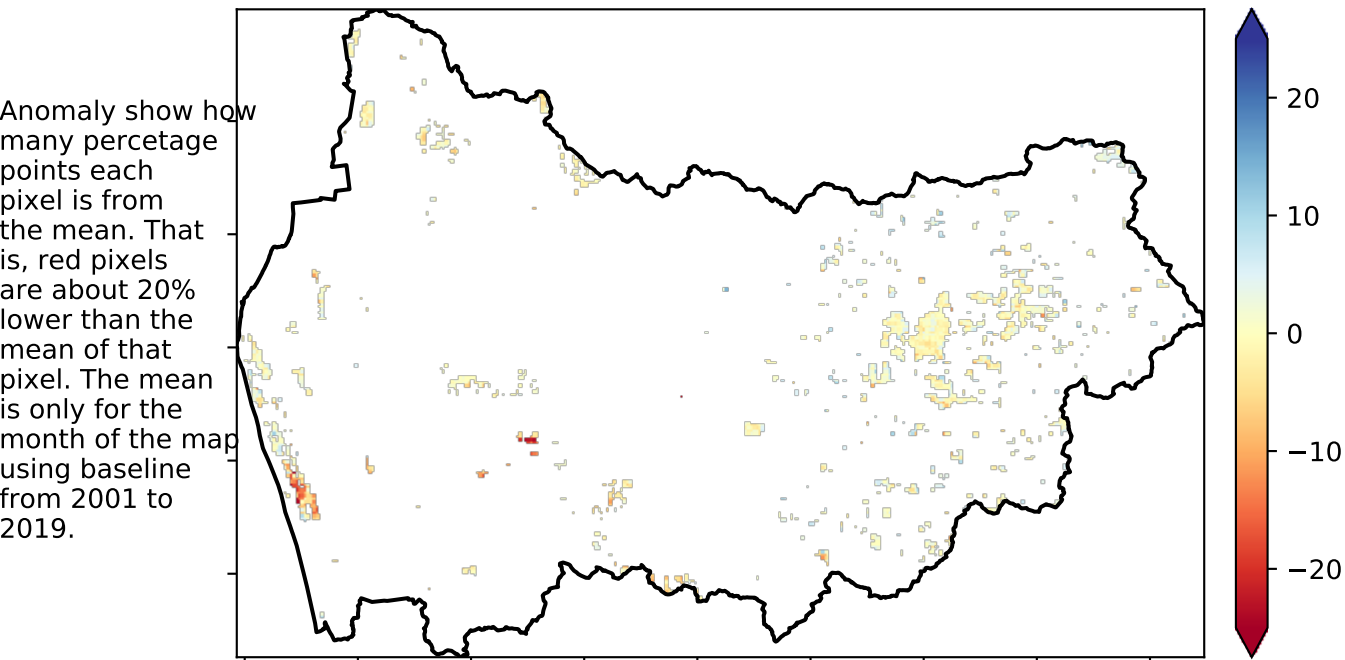 Anomaly show how
many percetage
points each
pixel is from
the mean. That
is, red pixels
are about 20%
lower than the
mean of that
pixel. The mean
is only for the
month of the map
using baseline
from 2001 to
2019.
20
10
0
−10
−20